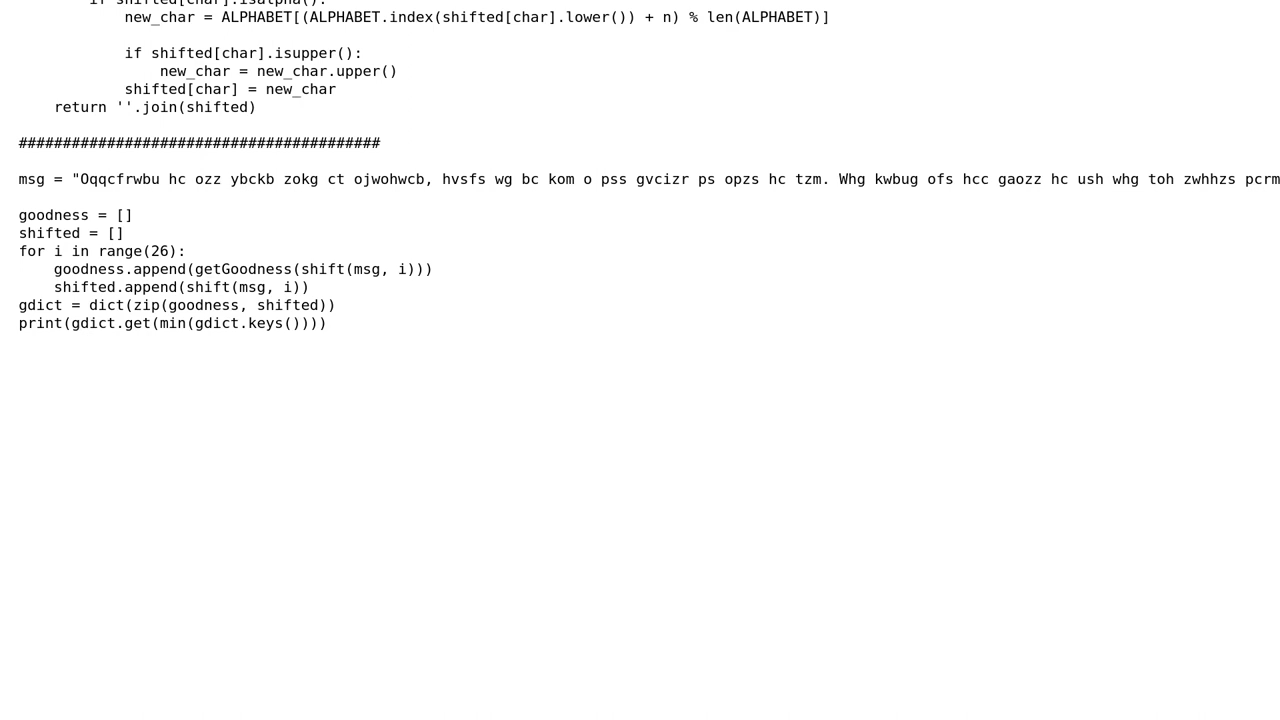 if shifted[char].isalpha():
new_char = ALPHABET[(ALPHABET.index(shifted[char].lower()) + n) % len(ALPHABET)]
if shifted[char].isupper():
new_char = new_char.upper()
shifted[char] = new_char
return ''.join(shifted)
#########################################
msg = "Oqqcfrwbu hc ozz ybckb zokg ct ojwohwcb, hvsfs wg bc kom o pss gvcizr ps opzs hc tzm. Whg kwbug ofs hcc gaozz hc ush whg toh zwhhzs pcrm
goodness = []
shifted = []
for i in range(26):
goodness.append(getGoodness(shift(msg, i)))
shifted.append(shift(msg, i))
gdict = dict(zip(goodness, shifted))
print(gdict.get(min(gdict.keys())))